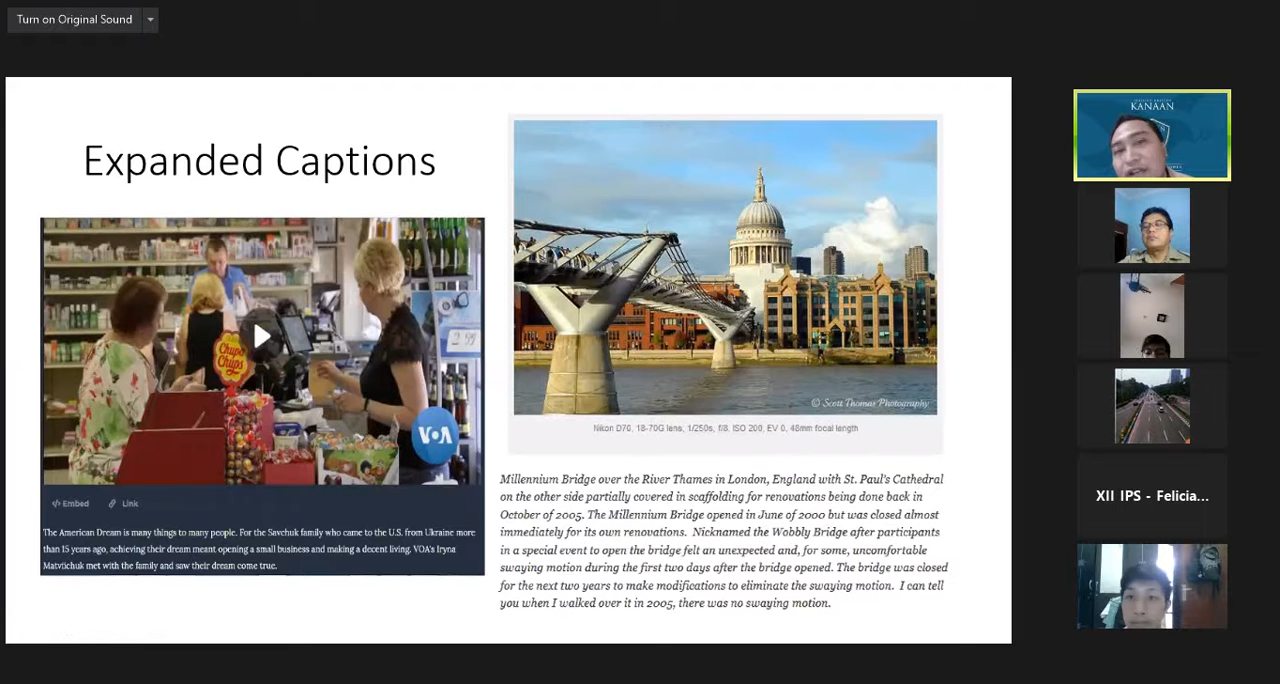 Turn on Original Sound
Expanded Captions
Chupa
Chups
2.99
VOA
Embed
Link
The American Dream is many things to many people. For the Savchuk family who came to the U.S. from Ukraine more
than 15 years ago, achieving their dream meant opening a small business and making a decent living. VOA's Iryna
Matviichuk met with the family and saw their dream come true.
© Scott Thomas Photography
Nikon D70, 18-70G lens, 1/250s, f/8, ISO 200, EV 0, 48mm focal length
Millennium Bridge over the River Thames in London, England with St. Paul's Cathedral
on the other side partially covered in scaffolding for renovations being done back in
October of 2005. The Millennium Bridge opened in June of 2000 but was closed almost
immediately for its own renovations. Nicknamed the Wobbly Bridge after participants
in a special event to open the bridge felt an unexpected and, for some, uncomfortable
swaying motion during the first two days after the bridge opened. The bridge was closed
for the next two years to make modifications to eliminate the swaying motion. I can tell
you when I walked over it in 2005, there was no swaying motion.
KANAAN
XII IPS - Felicia...